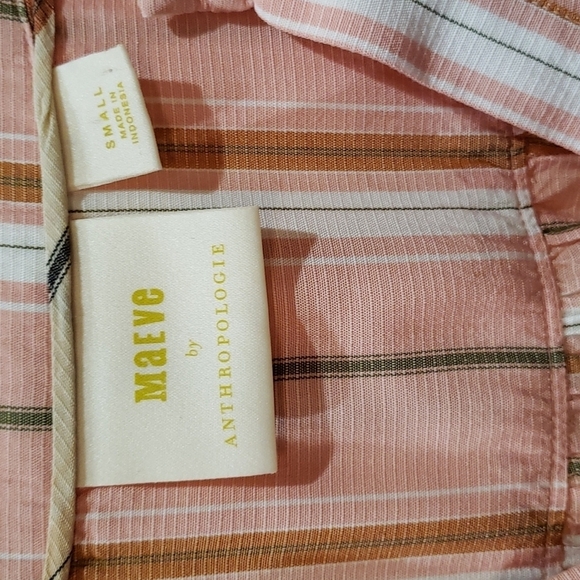 SMALL
MADE IN
INDONESIA
MaEve
by
ANTHROPOLOGIE